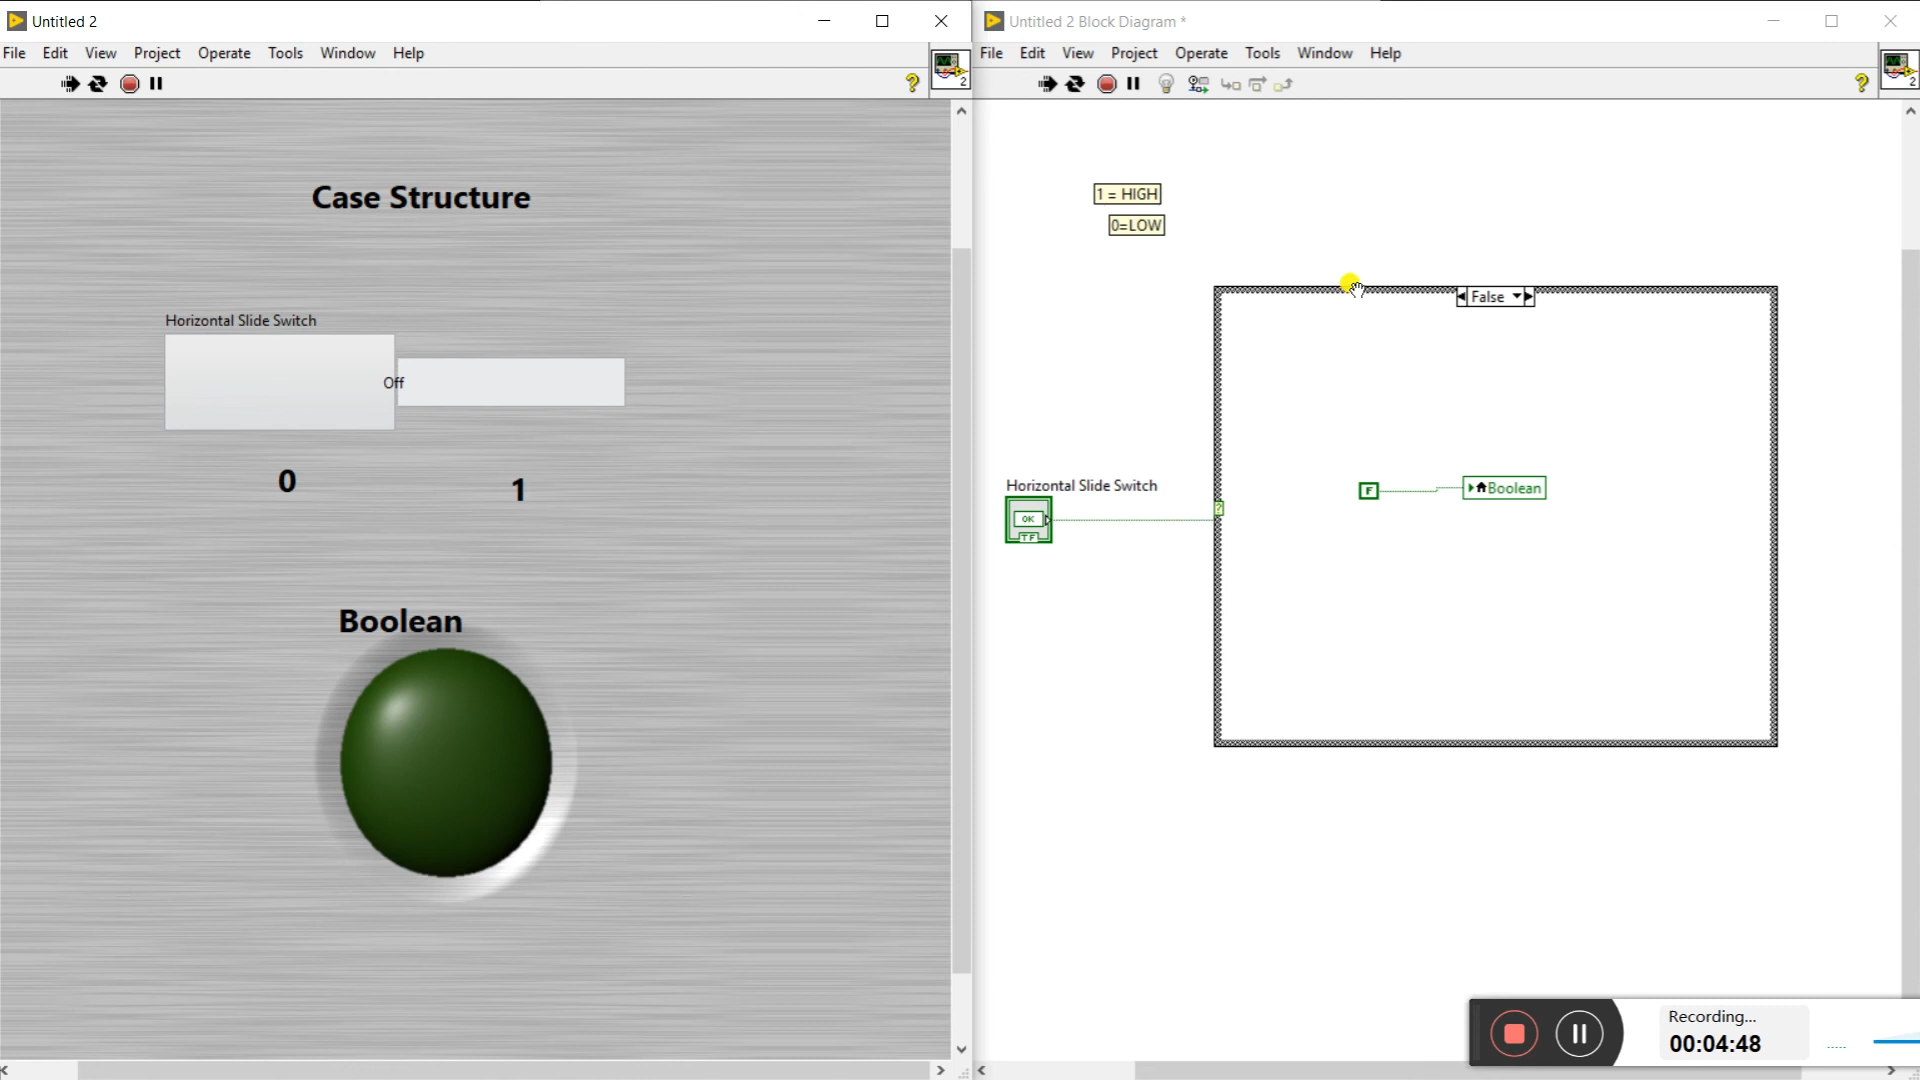 Untitled 2
File Edit View Project Operate Tools Window Help
2
Case Structure
Horizontal Slide Switch
Off
0 1
Boolean
Untitled 2 Block Diagram *
File Edit View Project Operate Tools Window Help
2
1 = HIGH
0=LOW
False
Horizontal Slide Switch
OK
TF
?
F
Boolean
Recording...
00:04:48